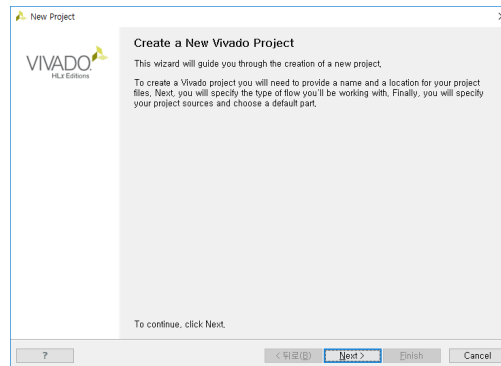 New Project
VIVADO.
HLx Editions
Create a New Vivado Project
This wizard will guide you through the creation of a new project.
To create a Vivado project you will need to provide a name and a location for your project
files. Next, you will specify the type of flow you'll be working with. Finally, you will specify
your project sources and choose a default part.
To continue, click Next.
?
< 뒤로(B)
Next >
Finish
Cancel